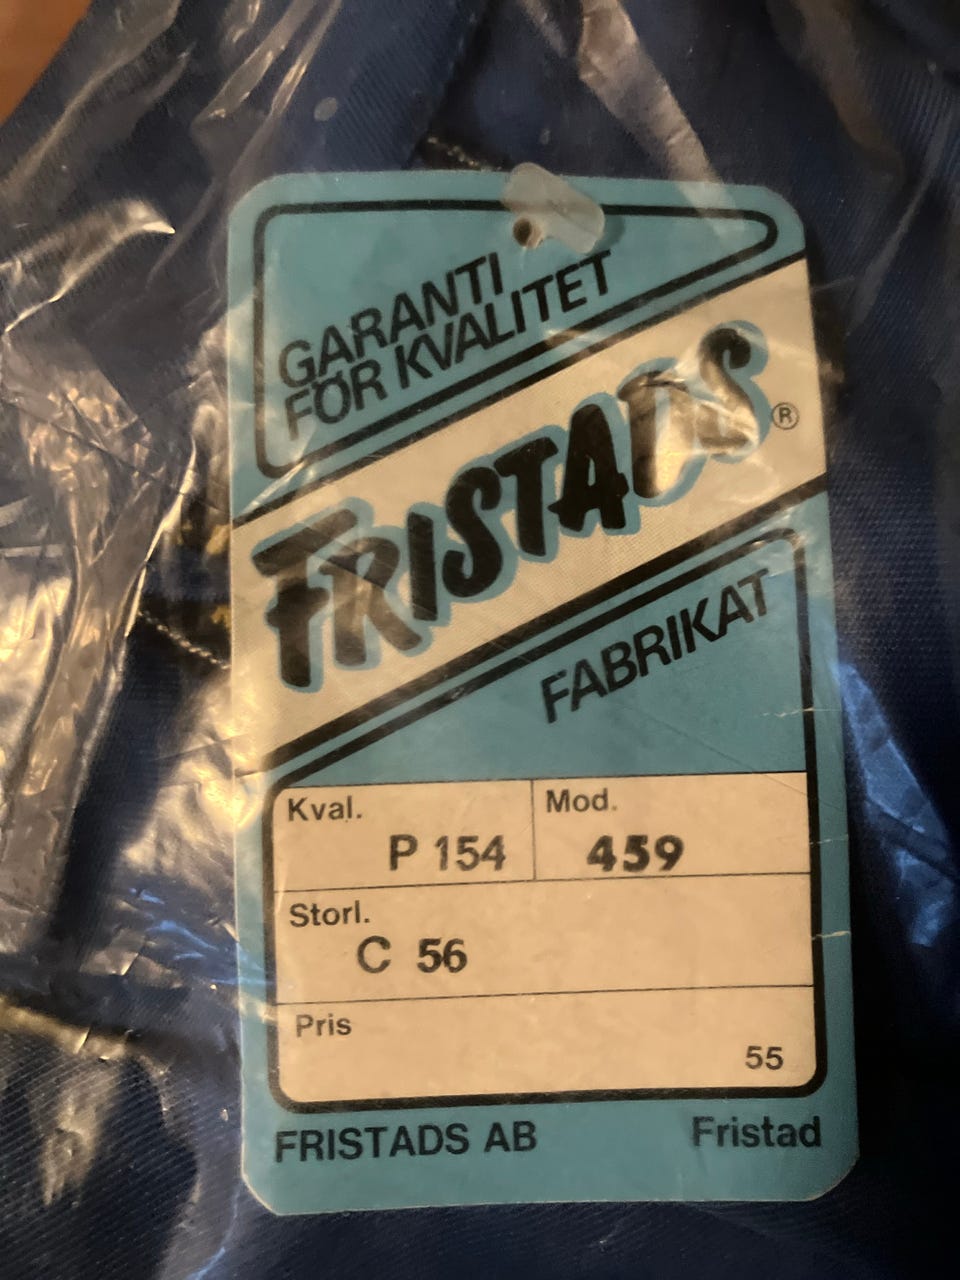 GARANTI
FÖR KVALITET
FRISTADS ®
FABRIKAT
Kval. Mod.
P 154 459
Storl.
C 56
Pris
55
FRISTADS AB Fristad